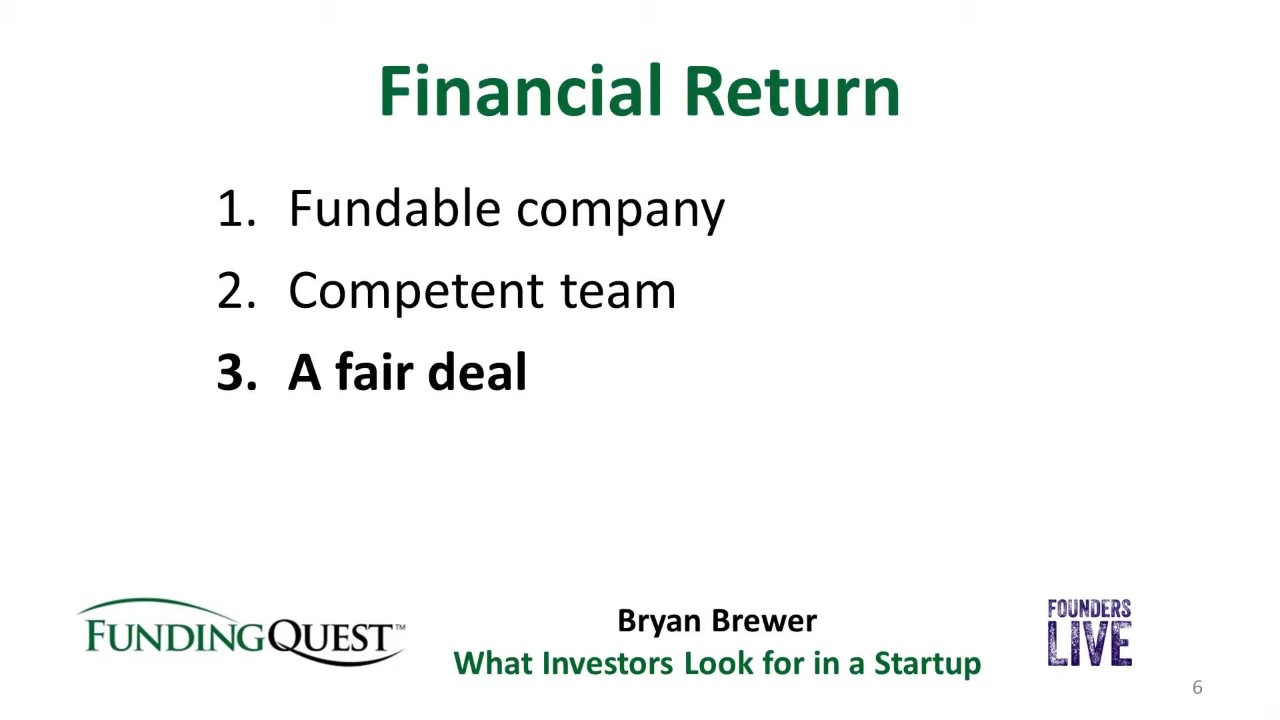 Financial Return
1. Fundable company
2. Competent team
3. A fair deal
FUNDINGQUEST™
Bryan Brewer
What Investors Look for in a Startup
FOUNDERS
LIVE
6